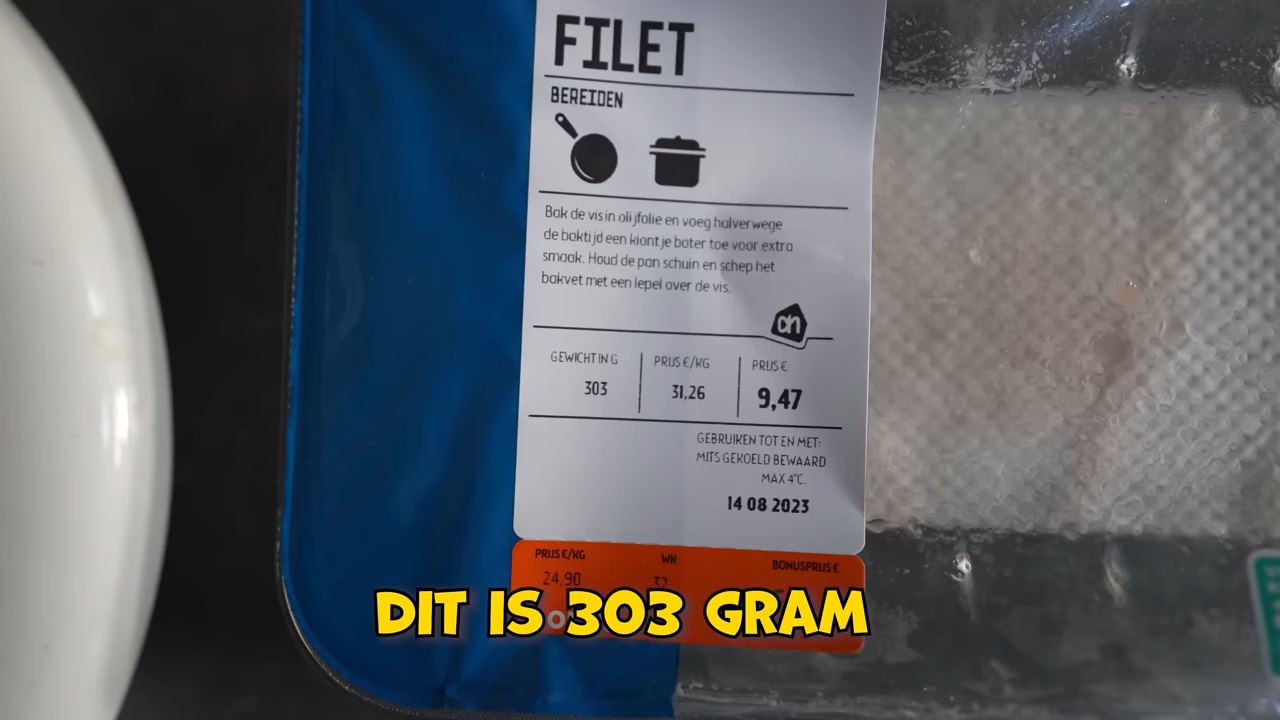 FILET
BEREIDEN
Bak de vis in olijfolie en voeg halverwege
de baktijd een klontje boter toe voor extra
smaak. Houd de pan schuin en schep het
bakvet met een lepel over de vis.
ah
GEWICHT IN G PRIJS €/KG PRIJS €
303 31,26 9,47
GEBRUIKEN TOT EN MET:
MITS GEKOELD BEWAARD
MAX 4°C.
14 08 2023
PRIJS €/KG WK BONUSPRIJS €
24,90 32
DIT IS 303 GRAM